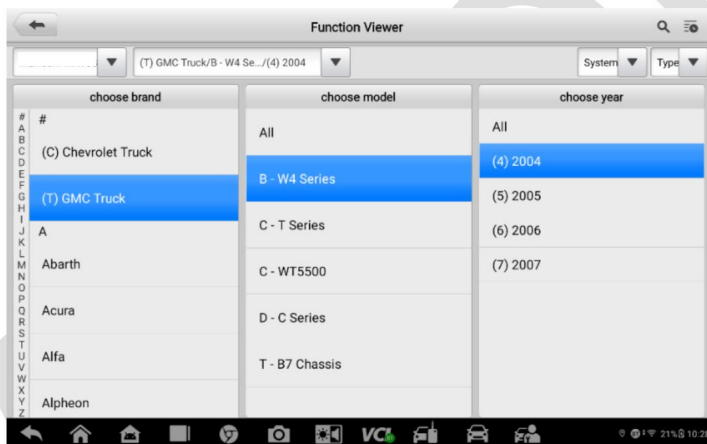 Function Viewer
(T) GMC Truck/B - W4 Se.../(4) 2004
System
Type
choose brand
choose model
choose year
#
A
B
C
D
E
F
G
H
I
J
K
L
M
N
O
P
Q
R
S
T
U
V
W
X
Y
Z
#
(C) Chevrolet Truck
(T) GMC Truck
A
Abarth
Acura
Alfa
Alpheon
All
B - W4 Series
C - T Series
C - WT5500
D - C Series
T - B7 Chassis
All
(4) 2004
(5) 2005
(6) 2006
(7) 2007
VCI
21%
10:28